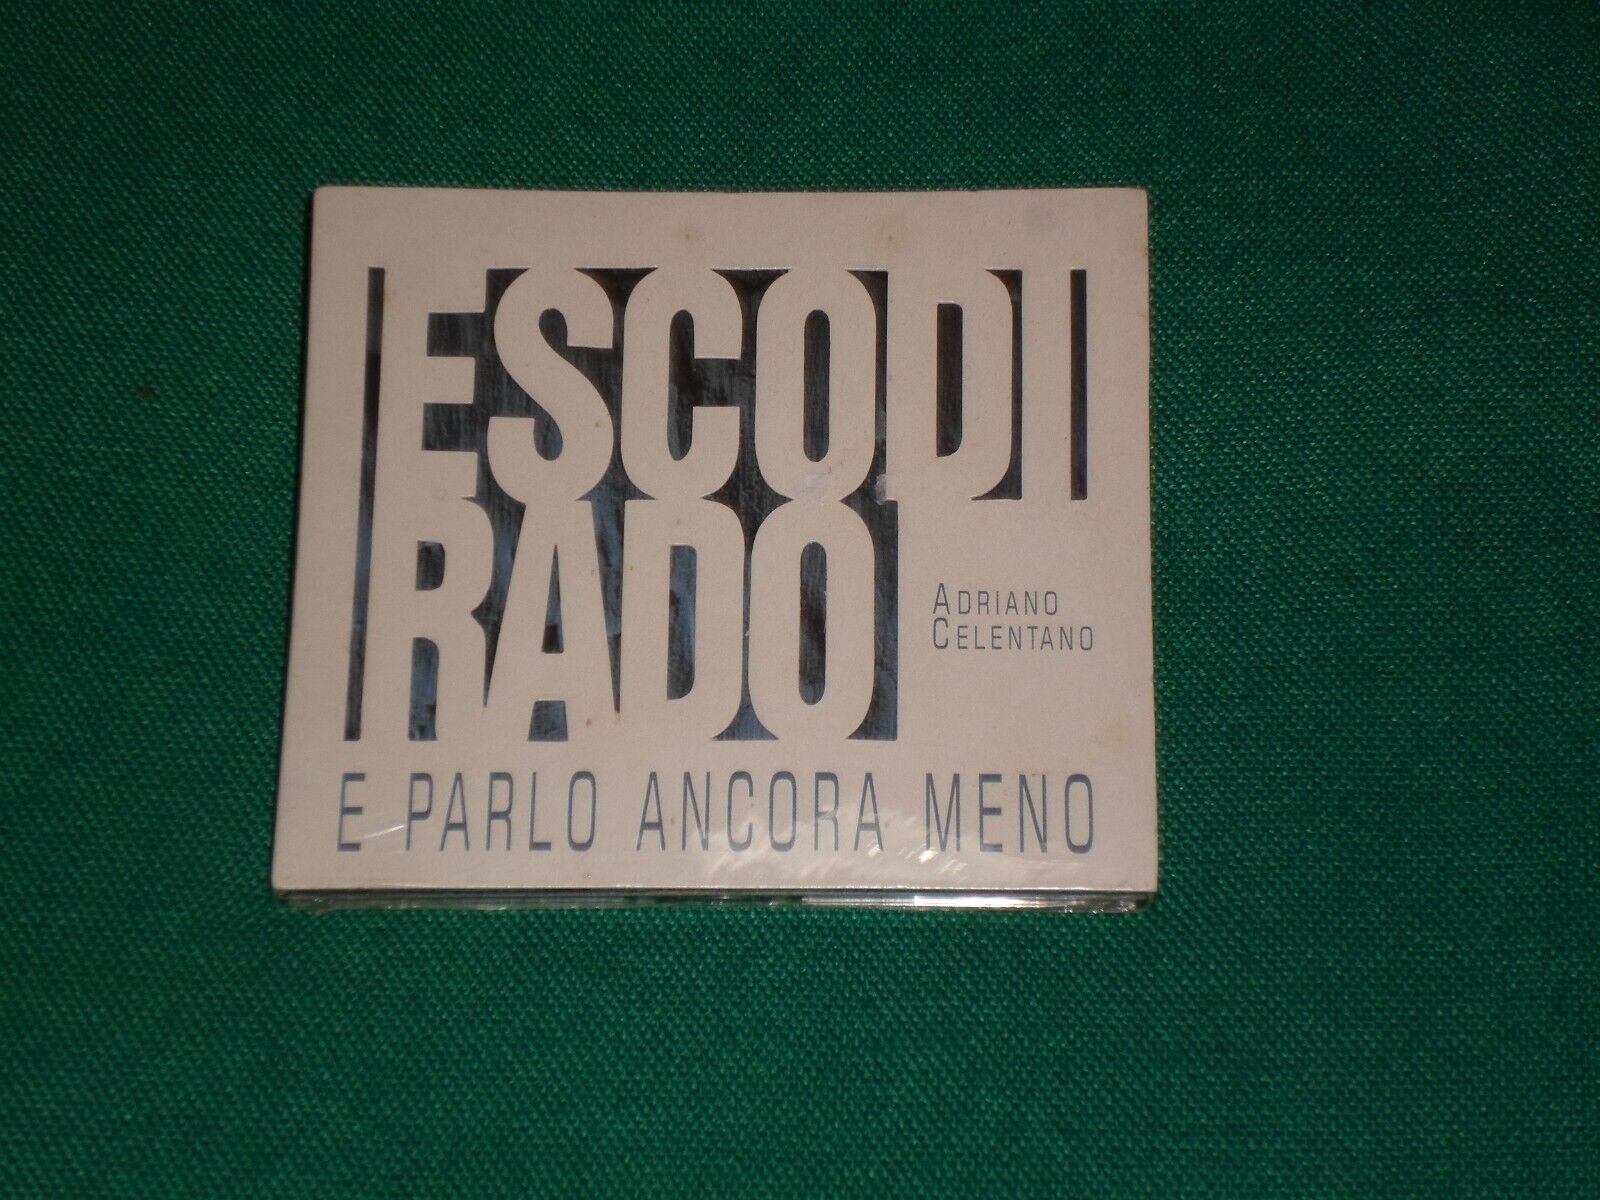 ESCO DI
RADO
ADRIANO
CELENTANO
E PARLO ANCORA MENO